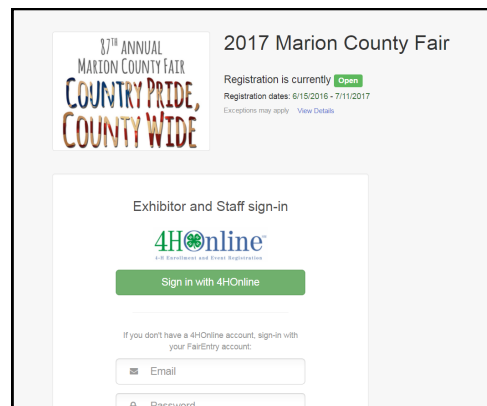 87TH ANNUAL
MARION COUNTY FAIR
COUNTRY PRIDE,
COUNTY WIDE
2017 Marion County Fair
Registration is currently Open
Registration dates: 6/15/2016 - 7/11/2017
Exceptions may apply View Details
Exhibitor and Staff sign-in
4HOnline
4-H Enrollment and Event Registration
Sign in with 4HOnline
If you don't have a 4HOnline account, sign-in with
your FairEntry account:
Email
Password